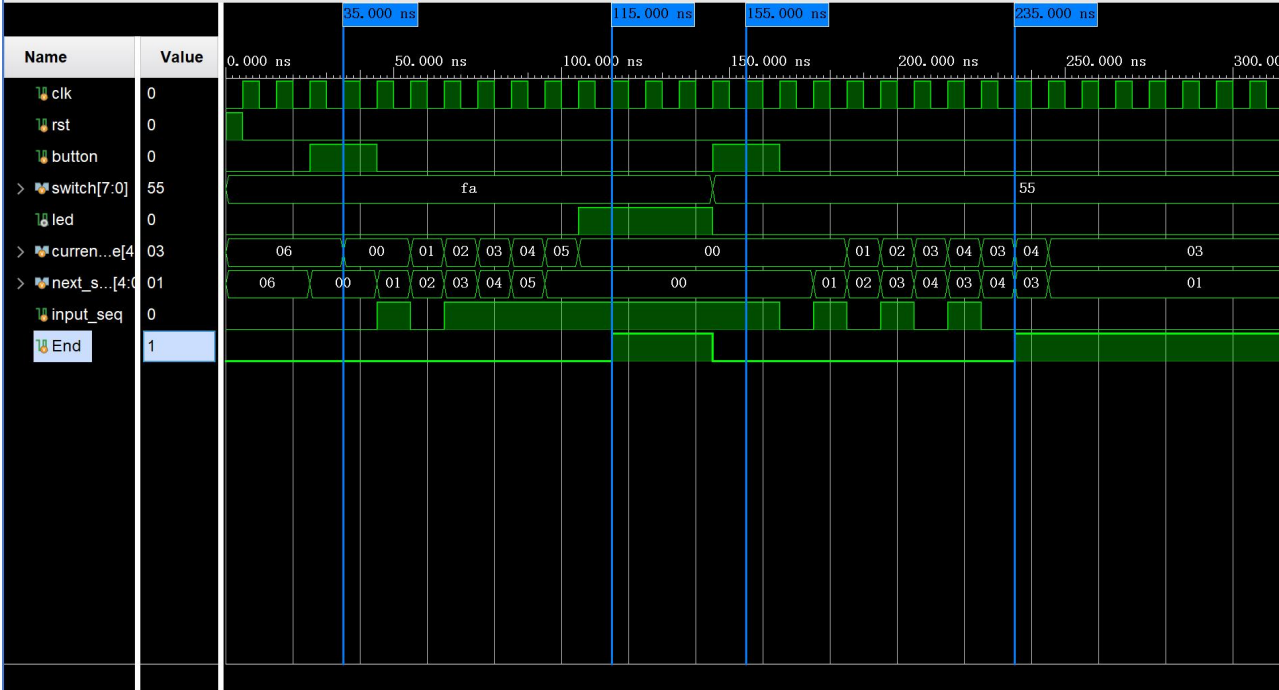 35.000 ns 115.000 ns 155.000 ns 235.000 ns
Name Value
0.000 ns 50.000 ns 100.000 ns 150.000 ns 200.000 ns 250.000 ns 300.0
clk 0
rst 0
button 0
switch[7:0] 55 fa 55
led 0
curren...e[4 03 06 00 01 02 03 04 05 00 01 02 03 04 03 04 03
next_s...[4:0 01 06 00 01 02 03 04 05 00 01 02 03 04 03 04 03 01
input_seq 0
End 1